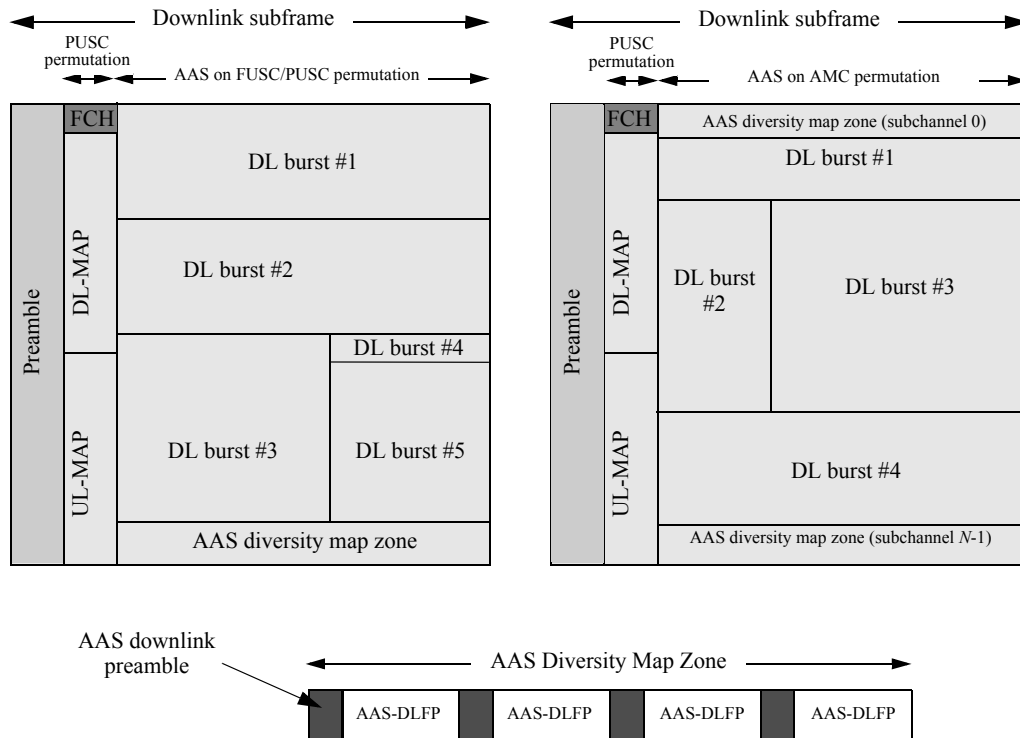 Downlink subframe
PUSC
permutation
AAS on FUSC/PUSC permutation
Preamble
FCH
DL-MAP
UL-MAP
DL burst #1
DL burst #2
DL burst #3
DL burst #4
DL burst #5
AAS diversity map zone
Downlink subframe
PUSC
permutation
AAS on AMC permutation
Preamble
FCH
DL-MAP
UL-MAP
AAS diversity map zone (subchannel 0)
DL burst #1
DL burst
#2
DL burst #3
DL burst #4
AAS diversity map zone (subchannel N-1)
AAS downlink
preamble
AAS Diversity Map Zone
AAS-DLFP
AAS-DLFP
AAS-DLFP
AAS-DLFP